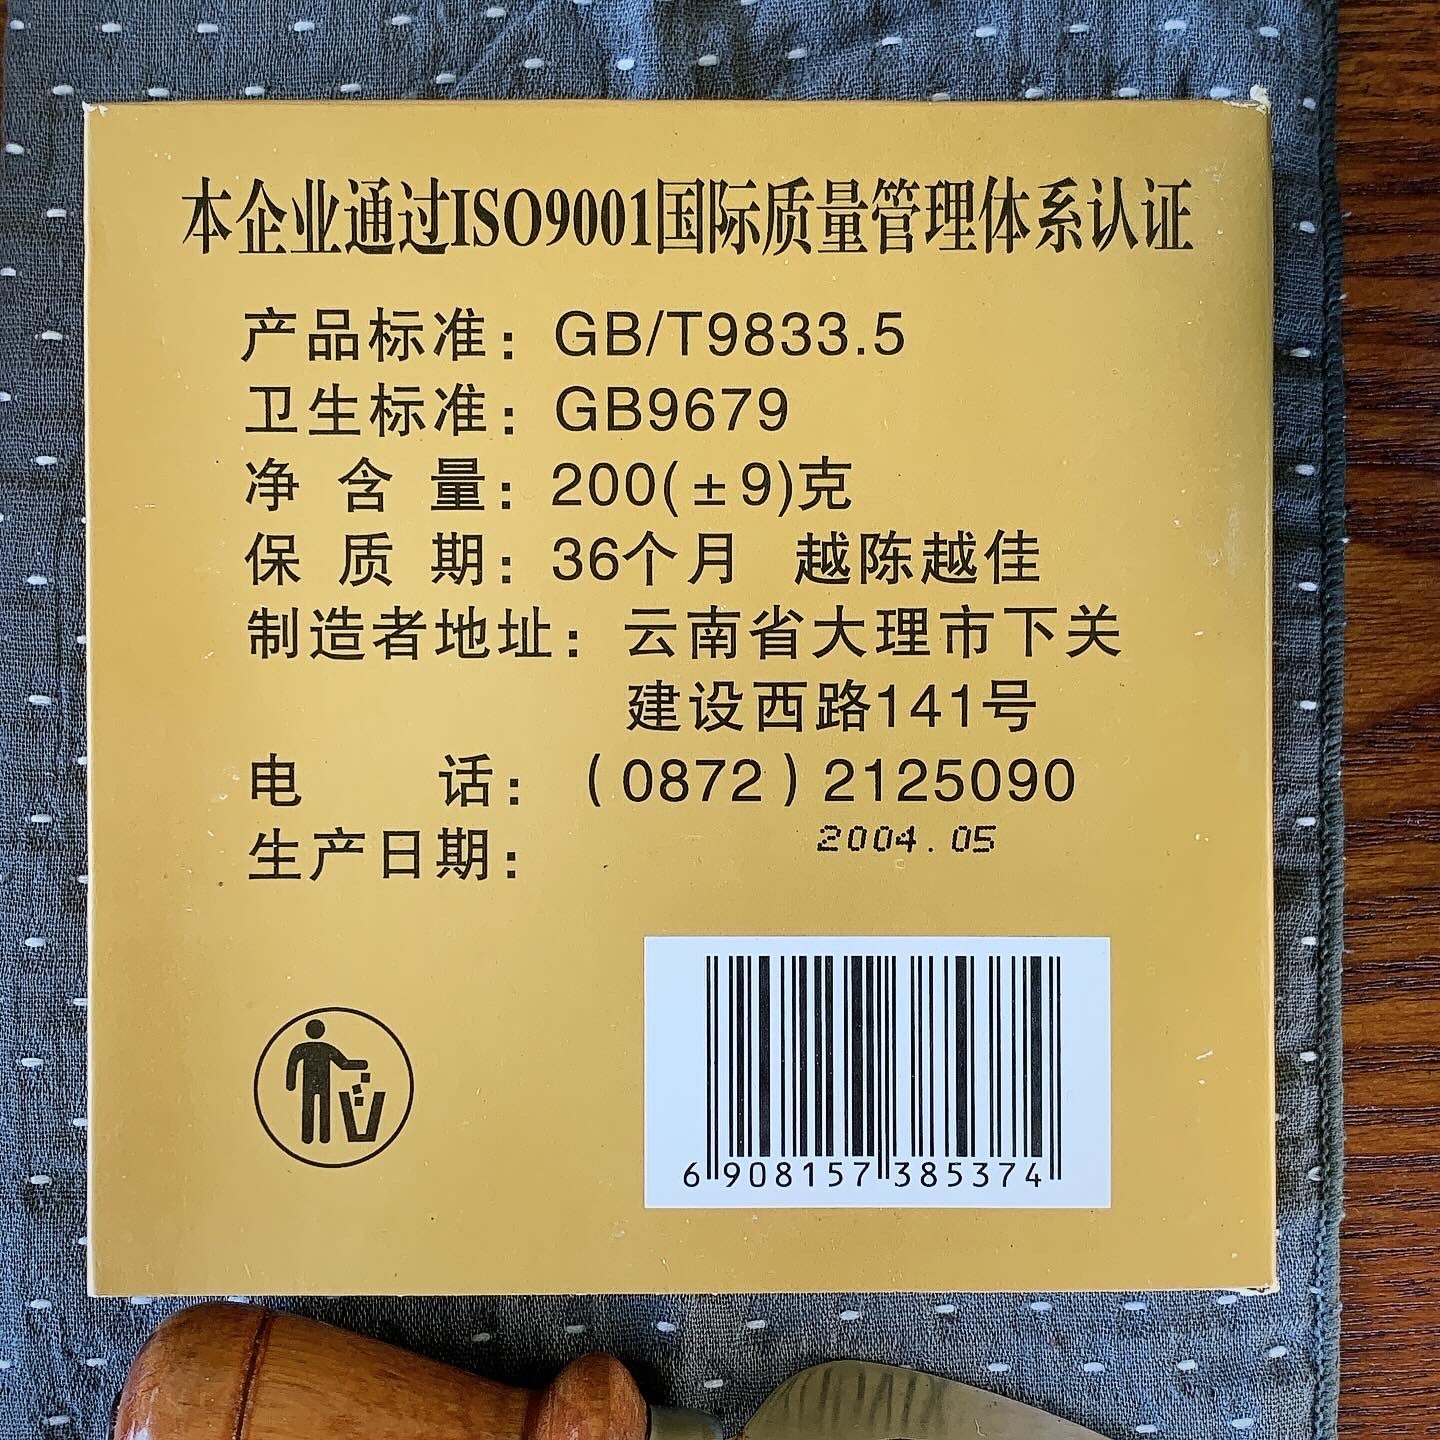 本企业通过ISO9001国际质量管理体系认证
产品标准：GB/T9833.5
卫生标准：GB9679
净含量：200(±9)克
保质期：36个月 越陈越佳
制造者地址：云南省大理市下关
建设西路141号
电话：（0872）2125090
生产日期：2004.05
6 908157 385374